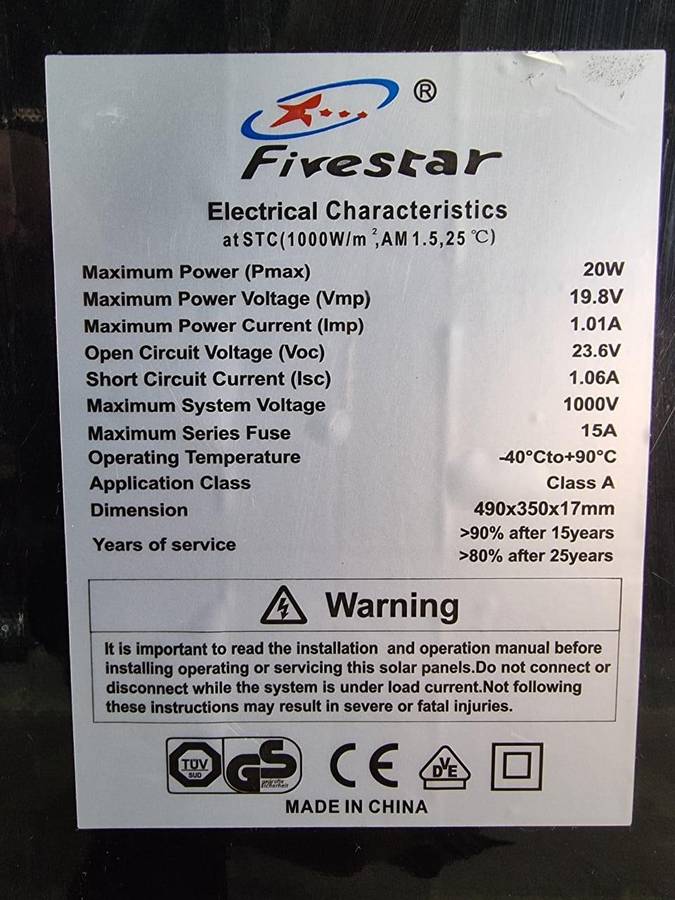 ®
Fivestar
Electrical Characteristics
at STC(1000W/m²,AM1.5,25℃)
Maximum Power (Pmax) 20W
Maximum Power Voltage (Vmp) 19.8V
Maximum Power Current (Imp) 1.01A
Open Circuit Voltage (Voc) 23.6V
Short Circuit Current (Isc) 1.06A
Maximum System Voltage 1000V
Maximum Series Fuse 15A
Operating Temperature -40°Cto+90°C
Application Class Class A
Dimension 490x350x17mm
Years of service >90% after 15years
>80% after 25years
Warning
It is important to read the installation and operation manual before
installing operating or servicing this solar panels.Do not connect or
disconnect while the system is under load current.Not following
these instructions may result in severe or fatal injuries.
TÜV SUD GS geprüfte Sicherheit CE DVE
MADE IN CHINA